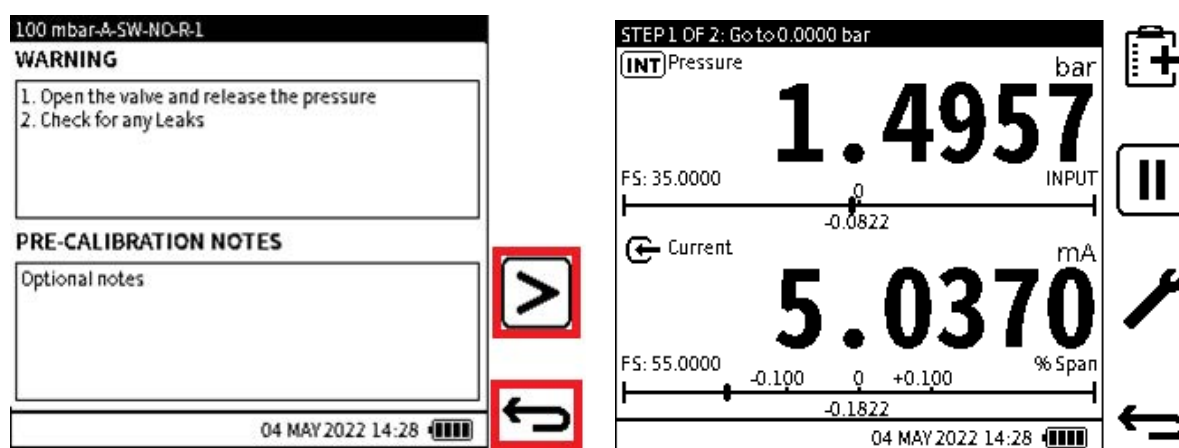 100 mbar-A-SW-NO-R-1
WARNING
1. Open the valve and release the pressure
2. Check for any Leaks
PRE-CALIBRATION NOTES
Optional notes
04 MAY 2022 14:28
STEP 1 OF 2: Go to 0.0000 bar
INT Pressure
bar
1.4957
FS: 35.0000
INPUT
0
-0.0822
Current
mA
5.0370
FS: 55.0000
% Span
-0.100 0 +0.100
-0.1822
04 MAY 2022 14:28